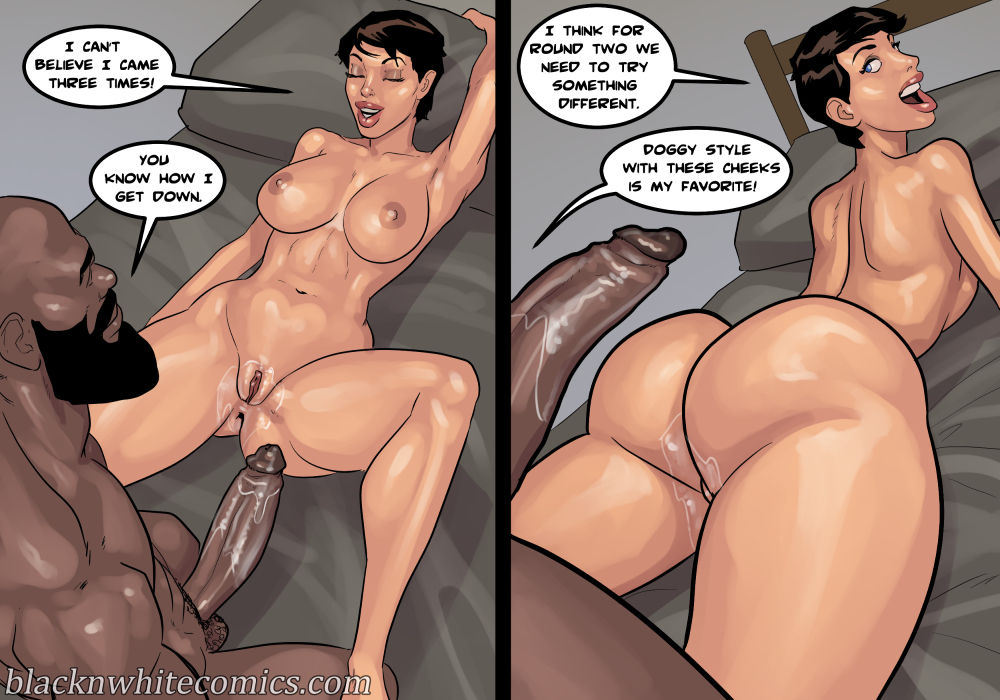 I CAN'T
BELIEVE I CAME
THREE TIMES!
YOU
KNOW HOW I
GET DOWN.
I THINK FOR
ROUND TWO WE
NEED TO TRY
SOMETHING
DIFFERENT.
DOGGY STYLE
WITH THESE CHEEKS
IS MY FAVORITE!
blacknwhitecomics.com